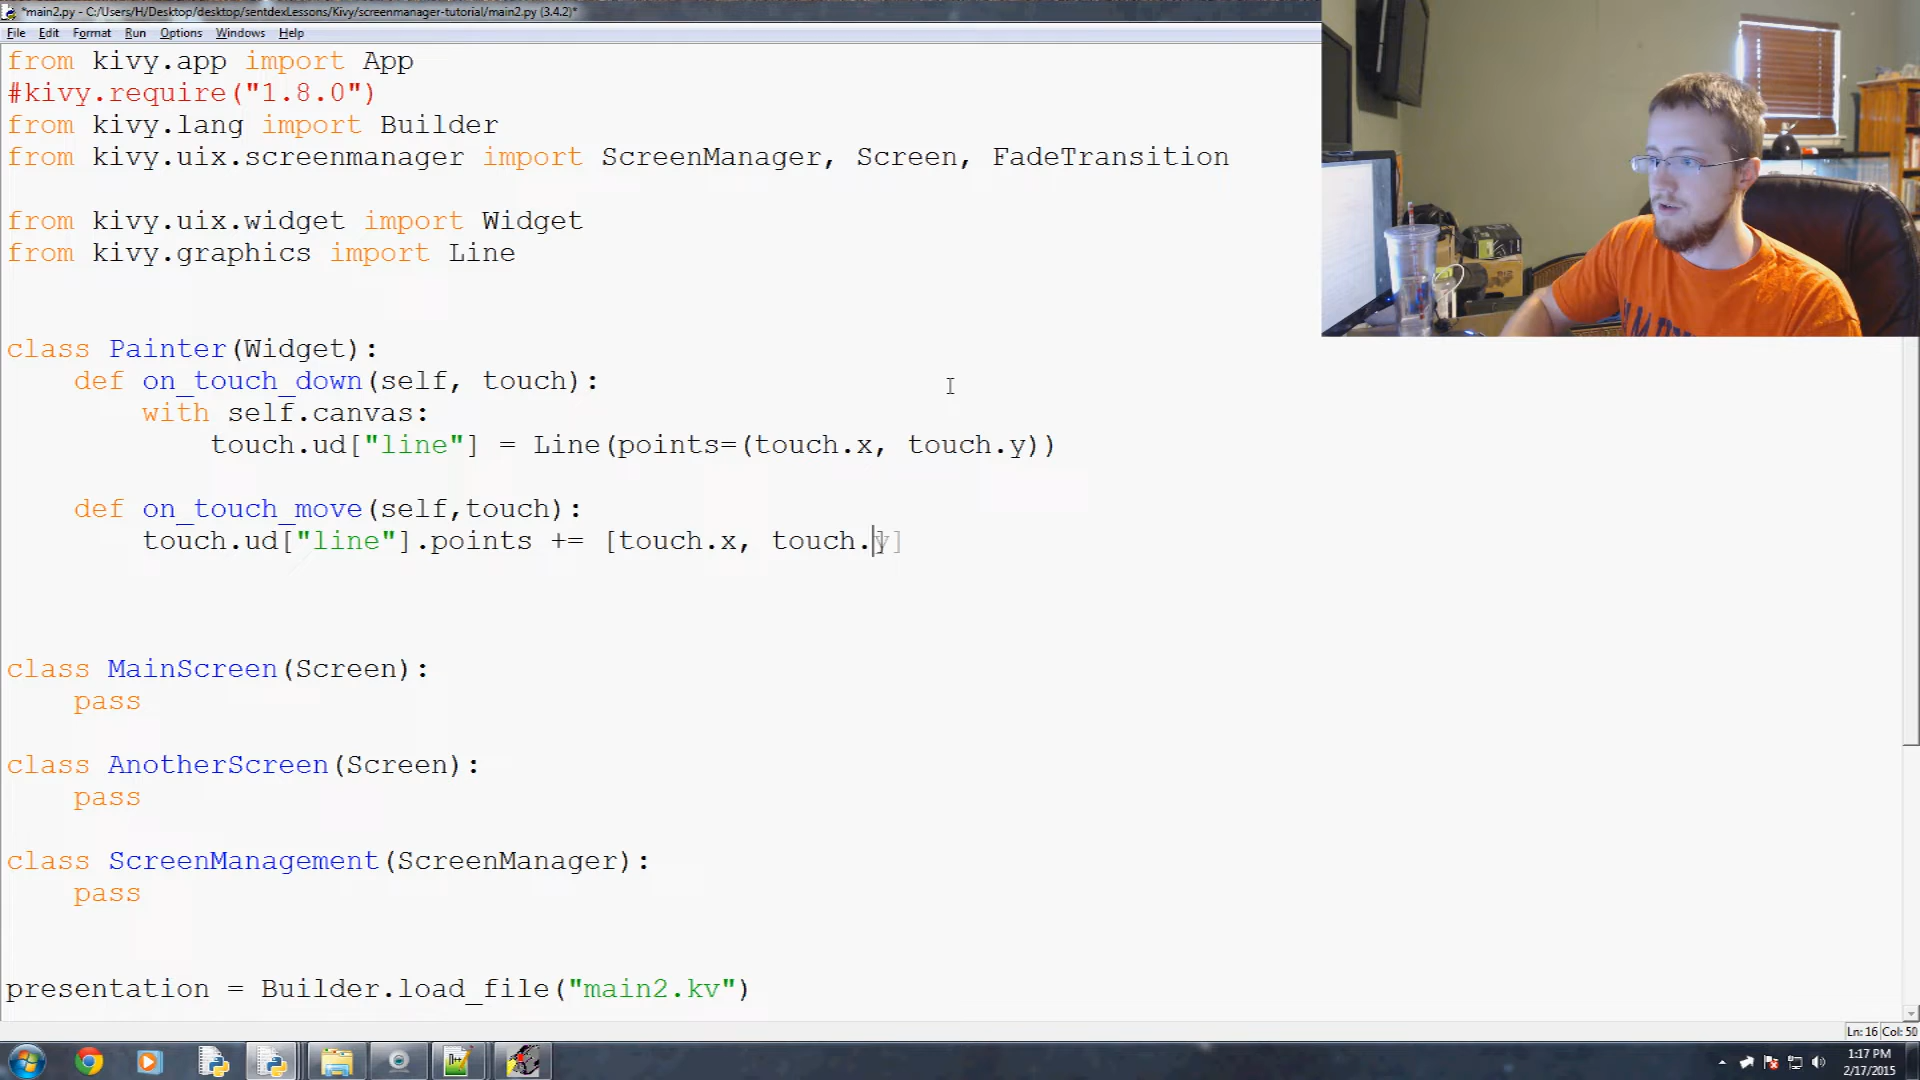 *main2.py - C:/Users/H/Desktop/desktop/sentdexLessons/Kivy/screenmanager-tutorial/main2.py (3.4.2)*
File Edit Format Run Options Windows Help
from kivy.app import App
#kivy.require("1.8.0")
from kivy.lang import Builder
from kivy.uix.screenmanager import ScreenManager, Screen, FadeTransition
from kivy.uix.widget import Widget
from kivy.graphics import Line
class Painter(Widget):
def on_touch_down(self, touch):
with self.canvas:
touch.ud["line"] = Line(points=(touch.x, touch.y))
def on_touch_move(self,touch):
touch.ud["line"].points += [touch.x, touch.y]
class MainScreen(Screen):
pass
class AnotherScreen(Screen):
pass
class ScreenManagement(ScreenManager):
pass
presentation = Builder.load_file("main2.kv")
Ln: 16 Col: 50
1:17 PM
2/17/2015